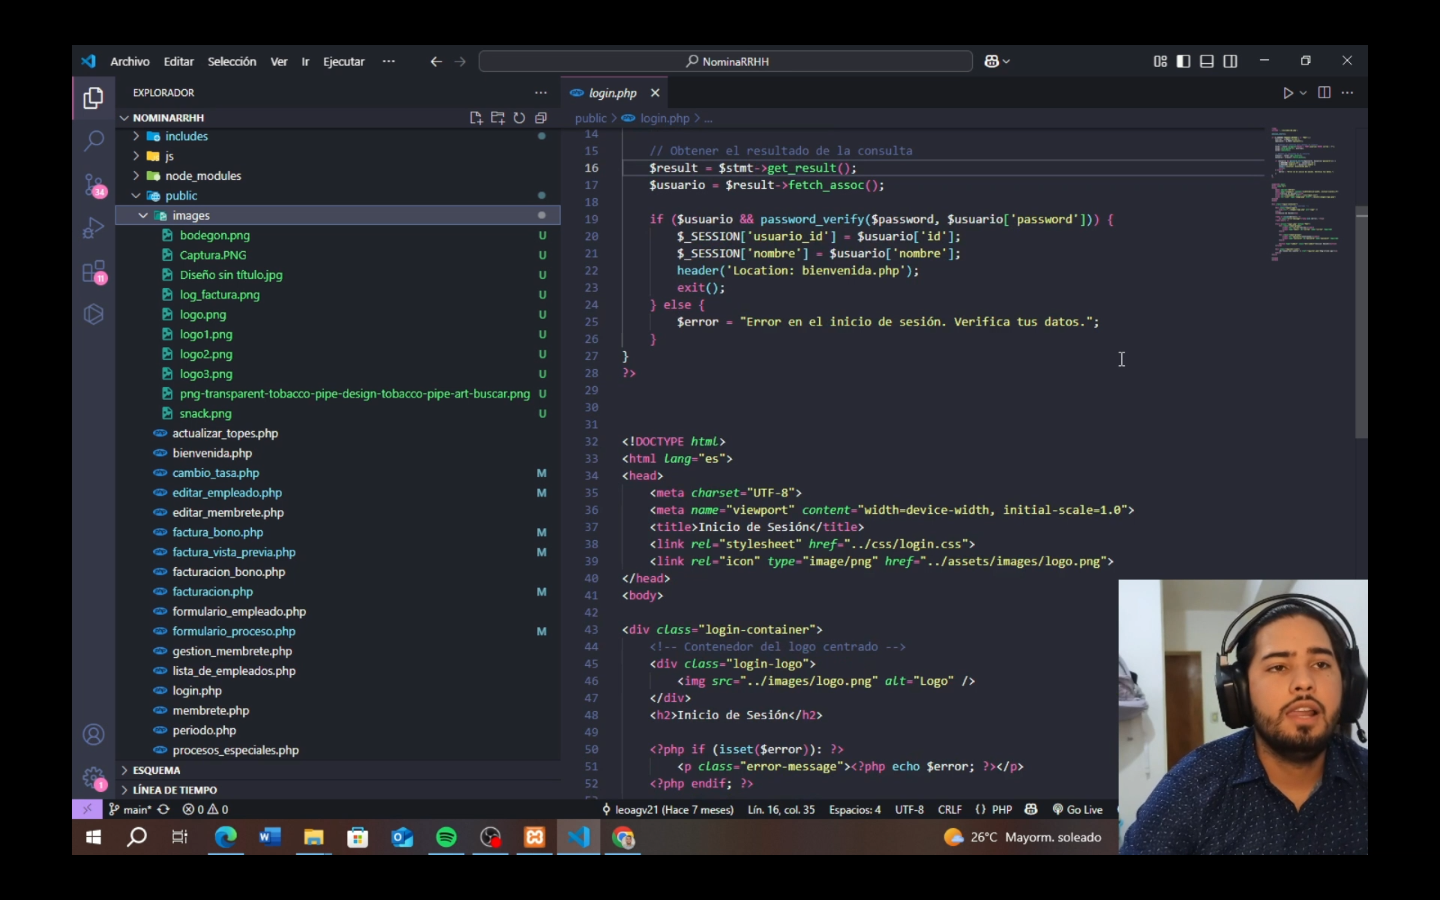 Archivo Editar Selección Ver Ir Ejecutar ··· NominaRRHH
EXPLORADOR ···
NOMINARRHH
includes
js
node_modules
public
images
bodegon.png U
Captura.PNG U
Diseño sin título.jpg U
log_factura.png U
logo.png U
logo1.png U
logo2.png U
logo3.png U
png-transparent-tobacco-pipe-design-tobacco-pipe-art-buscar.png U
snack.png U
actualizar_topes.php
bienvenida.php
cambio_tasa.php M
editar_empleado.php M
editar_membrete.php
factura_bono.php M
factura_vista_previa.php M
facturacion_bono.php
facturacion.php M
formulario_empleado.php
formulario_proceso.php M
gestion_membrete.php
lista_de_empleados.php
login.php
membrete.php
periodo.php
procesos_especiales.php
ESQUEMA
LÍNEA DE TIEMPO
34
11
1
login.php
public > login.php > ...
14
15 // Obtener el resultado de la consulta
16 $result = $stmt->get_result();
17 $usuario = $result->fetch_assoc();
18
19 if ($usuario && password_verify($password, $usuario['password'])) {
20 $_SESSION['usuario_id'] = $usuario['id'];
21 $_SESSION['nombre'] = $usuario['nombre'];
22 header('Location: bienvenida.php');
23 exit();
24 } else {
25 $error = "Error en el inicio de sesión. Verifica tus datos.";
26 }
27 }
28 ?>
29
30
31
32 <!DOCTYPE html>
33 <html lang="es">
34 <head>
35 <meta charset="UTF-8">
36 <meta name="viewport" content="width=device-width, initial-scale=1.0">
37 <title>Inicio de Sesión</title>
38 <link rel="stylesheet" href="../css/login.css">
39 <link rel="icon" type="image/png" href="../assets/images/logo.png">
40 </head>
41 <body>
42
43 <div class="login-container">
44 <!-- Contenedor del logo centrado -->
45 <div class="login-logo">
46 <img src="../images/logo.png" alt="Logo" />
47 </div>
48 <h2>Inicio de Sesión</h2>
49
50 <?php if (isset($error)): ?>
51 <p class="error-message"><?php echo $error; ?></p>
52 <?php endif; ?>
main* 0 0 leoagv21 (Hace 7 meses) Lín. 16, col. 35 Espacios: 4 UTF-8 CRLF {} PHP Go Live
26°C Mayorm. soleado